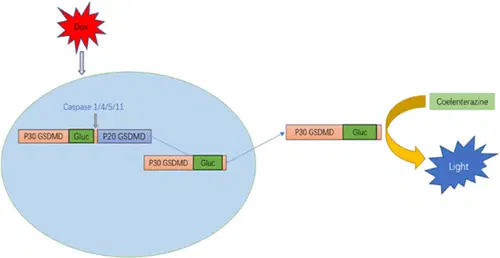 Dox
Caspase 1/4/5/11
P30 GSDMD Gluc P20 GSDMD
P30 GSDMD Gluc
P30 GSDMD Gluc
Coelenterazine
Light